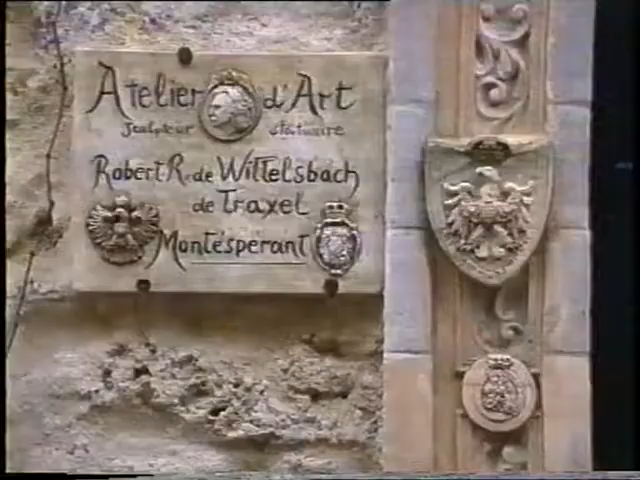 Atelier d'Art
sculpteur statuaire
Robert R. de Wittelsbach
de Traxel
Montésperant